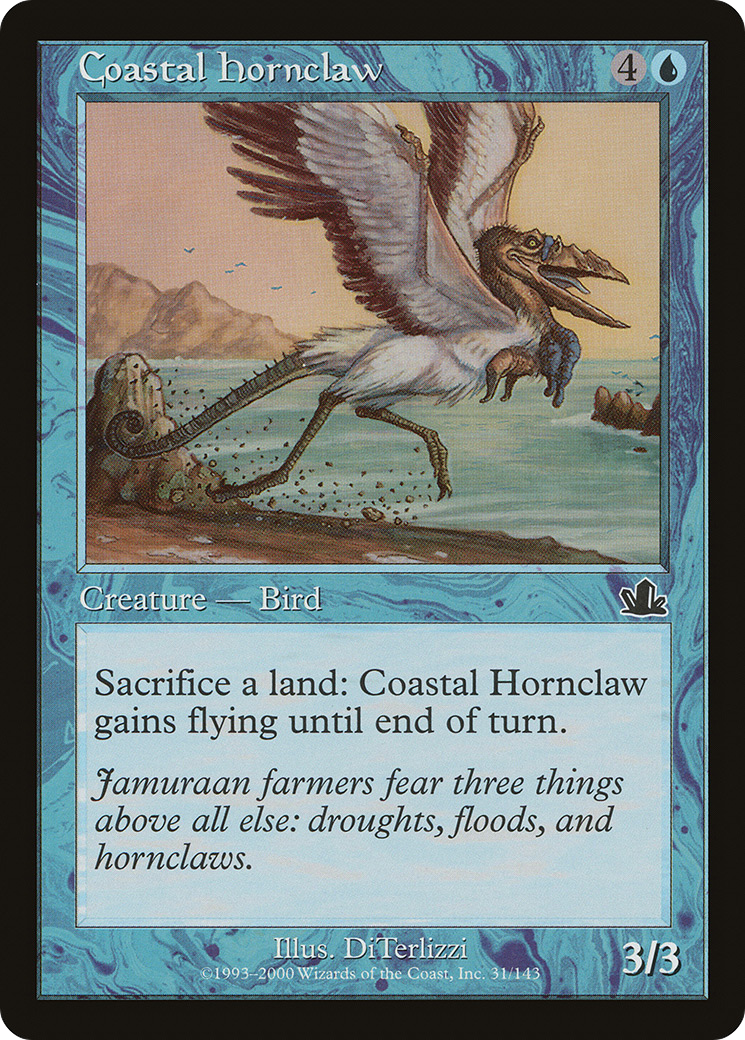 Coastal Hornclaw
4
Creature — Bird
Sacrifice a land: Coastal Hornclaw
gains flying until end of turn.
Jamuraan farmers fear three things
above all else: droughts, floods, and
hornclaws.
Illus. DiTerlizzi
©1993–2000 Wizards of the Coast, Inc. 31/143
3/3